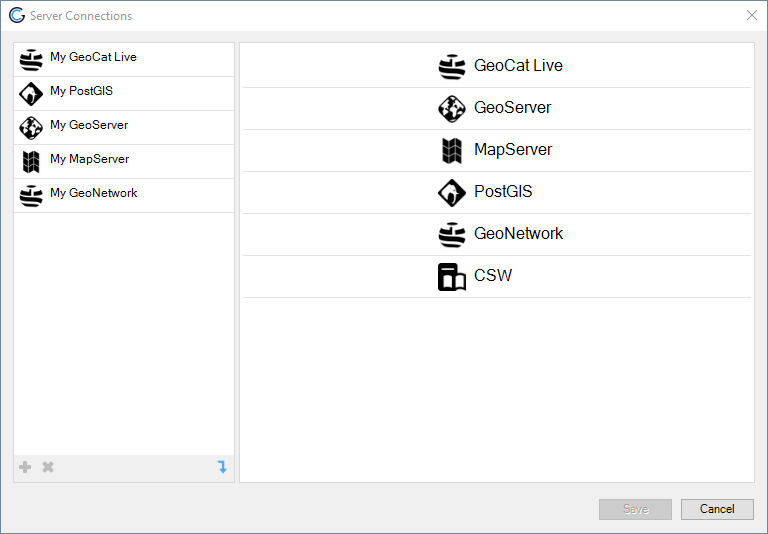 Server Connections
My GeoCat Live
My PostGIS
My GeoServer
My MapServer
My GeoNetwork
GeoCat Live
GeoServer
MapServer
PostGIS
GeoNetwork
CSW
Save
Cancel